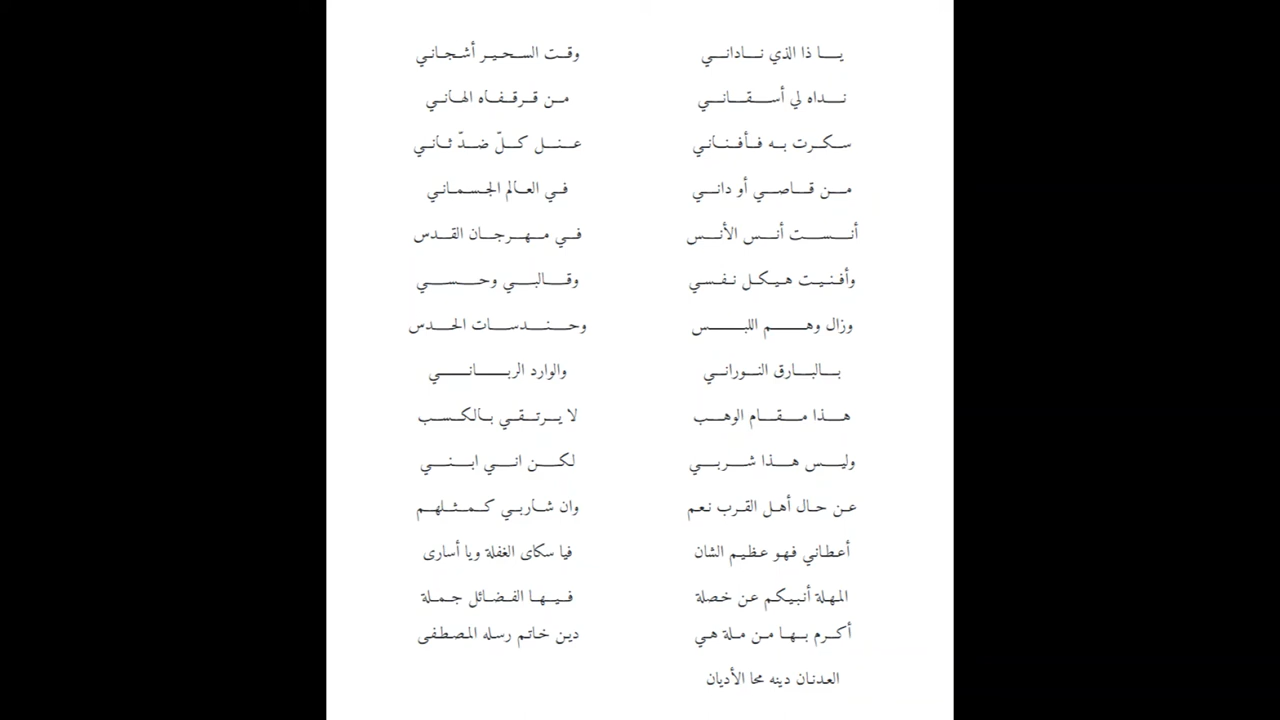 يا ذا الذي ناداني وقت السحير أشجاني
نداه لي أسقاني من قرقفاه الهاني
سكرت به فأفناني عنل كلّ ضدّ ثاني
من قاصي أو داني في العالم الجسماني
أنست أنس الأنس في مهرجان القدس
وأفنيت هيكل نفسي وقالبي وحسي
وزال وهم اللبس وحندسات الحدس
بالبارق النوراني والوارد الرباني
هذا مقام الوهب لا يرتقي بالكسب
وليس هذا شربي لكن اني ابني
عن حال أهل القرب نعم وان شاربي كمثلهم
أعطاني فهو عظيم الشان فيا سكاى الغفلة ويا أسارى
المهلة أنبيكم عن خصلة فيها الفضائل جملة
أكرم بها من ملة هي دين خاتم رسله المصطفى
العدنان دينه محا الأديان